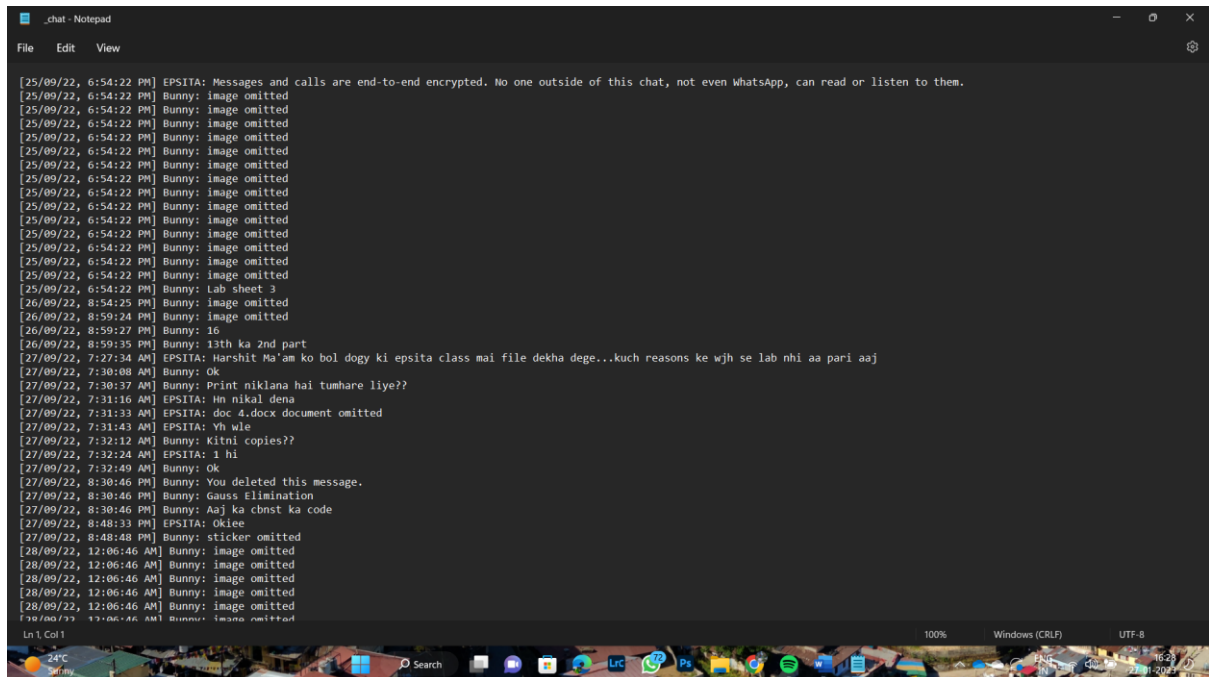 _chat - Notepad
File Edit View
[25/09/22, 6:54:22 PM] EPSITA: Messages and calls are end-to-end encrypted. No one outside of this chat, not even WhatsApp, can read or listen to them.
[25/09/22, 6:54:22 PM] Bunny: image omitted
[25/09/22, 6:54:22 PM] Bunny: image omitted
[25/09/22, 6:54:22 PM] Bunny: image omitted
[25/09/22, 6:54:22 PM] Bunny: image omitted
[25/09/22, 6:54:22 PM] Bunny: image omitted
[25/09/22, 6:54:22 PM] Bunny: image omitted
[25/09/22, 6:54:22 PM] Bunny: image omitted
[25/09/22, 6:54:22 PM] Bunny: image omitted
[25/09/22, 6:54:22 PM] Bunny: image omitted
[25/09/22, 6:54:22 PM] Bunny: image omitted
[25/09/22, 6:54:22 PM] Bunny: image omitted
[25/09/22, 6:54:22 PM] Bunny: image omitted
[25/09/22, 6:54:22 PM] Bunny: image omitted
[25/09/22, 6:54:22 PM] Bunny: image omitted
[25/09/22, 6:54:22 PM] Bunny: Lab sheet 3
[26/09/22, 8:54:25 PM] Bunny: image omitted
[26/09/22, 8:59:24 PM] Bunny: image omitted
[26/09/22, 8:59:27 PM] Bunny: 16
[26/09/22, 8:59:35 PM] Bunny: 13th ka 2nd part
[27/09/22, 7:27:34 AM] EPSITA: Harshit Ma'am ko bol dogy ki epsita class mai file dekha dege...kuch reasons ke wjh se lab nhi aa pari aaj
[27/09/22, 7:30:08 AM] Bunny: Ok
[27/09/22, 7:30:37 AM] Bunny: Print niklana hai tumhare liye??
[27/09/22, 7:31:16 AM] EPSITA: Hn nikal dena
[27/09/22, 7:31:33 AM] EPSITA: doc 4.docx document omitted
[27/09/22, 7:31:43 AM] EPSITA: Yh wle
[27/09/22, 7:32:12 AM] Bunny: Kitni copies??
[27/09/22, 7:32:24 AM] EPSITA: 1 hi
[27/09/22, 7:32:49 AM] Bunny: Ok
[27/09/22, 8:30:46 PM] Bunny: You deleted this message.
[27/09/22, 8:30:46 PM] Bunny: Gauss Elimination
[27/09/22, 8:30:46 PM] Bunny: Aaj ka cbnst ka code
[27/09/22, 8:48:33 PM] EPSITA: Okiee
[27/09/22, 8:48:48 PM] Bunny: sticker omitted
[28/09/22, 12:06:46 AM] Bunny: image omitted
[28/09/22, 12:06:46 AM] Bunny: image omitted
[28/09/22, 12:06:46 AM] Bunny: image omitted
[28/09/22, 12:06:46 AM] Bunny: image omitted
[28/09/22, 12:06:46 AM] Bunny: image omitted
[28/09/22, 12:06:46 AM] Bunny: image omitted
Ln 1, Col 1 100% Windows (CRLF) UTF-8
24°C Search LrC 72 Ps W ENG 16:28
Sunny IN 27-01-2023